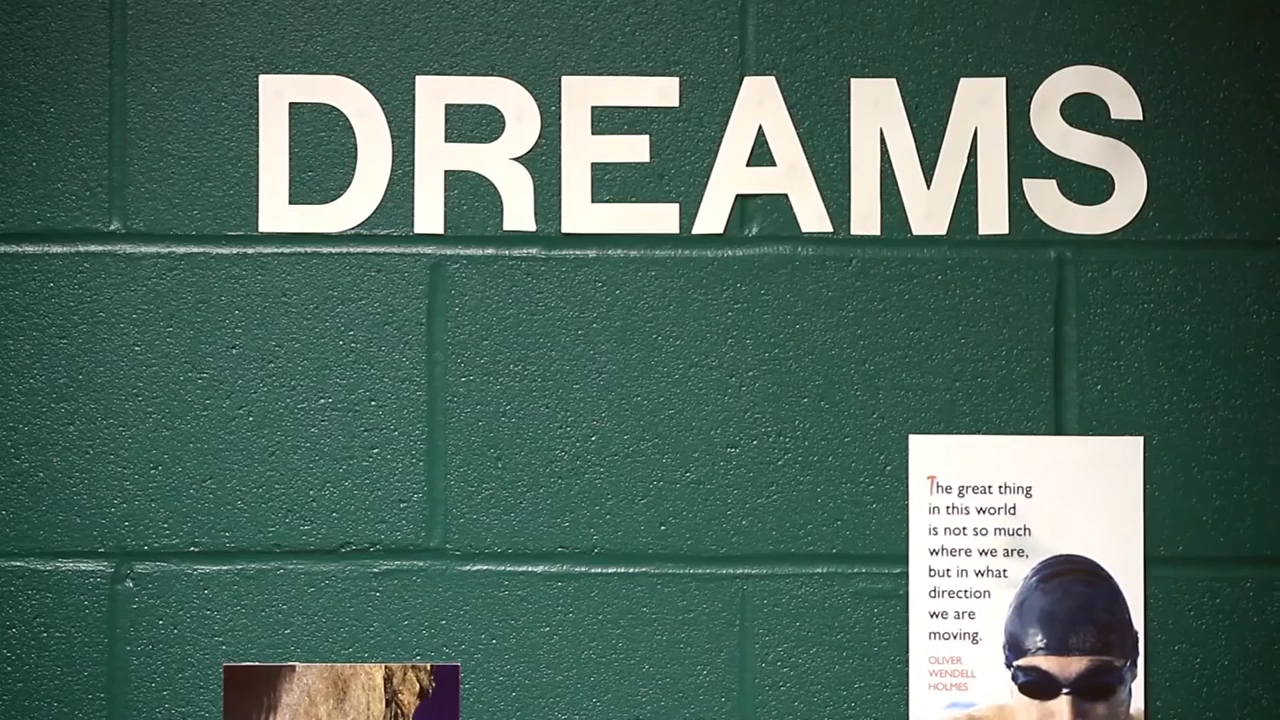 DREAMS
The great thing
in this world
is not so much
where we are,
but in what
direction
we are
moving.
OLIVER
WENDELL
HOLMES